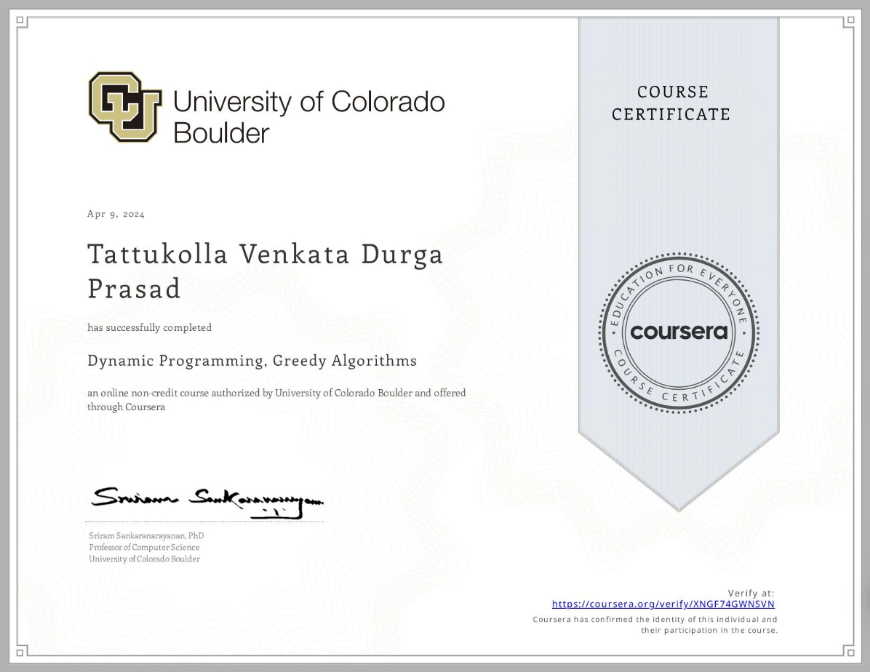 University of Colorado
Boulder
COURSE
CERTIFICATE
Apr 9, 2024
Tattukolla Venkata Durga
Prasad
has successfully completed
Dynamic Programming, Greedy Algorithms
an online non-credit course authorized by University of Colorado Boulder and offered
through Coursera
EDUCATION FOR EVERYONE
coursera
COURSE CERTIFICATE
Sriram Sankaranarayanan
Sriram Sankaranarayanan, PhD
Professor of Computer Science
University of Colorado Boulder
Verify at:
https://coursera.org/verify/XNGF74GWNSVN
Coursera has confirmed the identity of this individual and
their participation in the course.